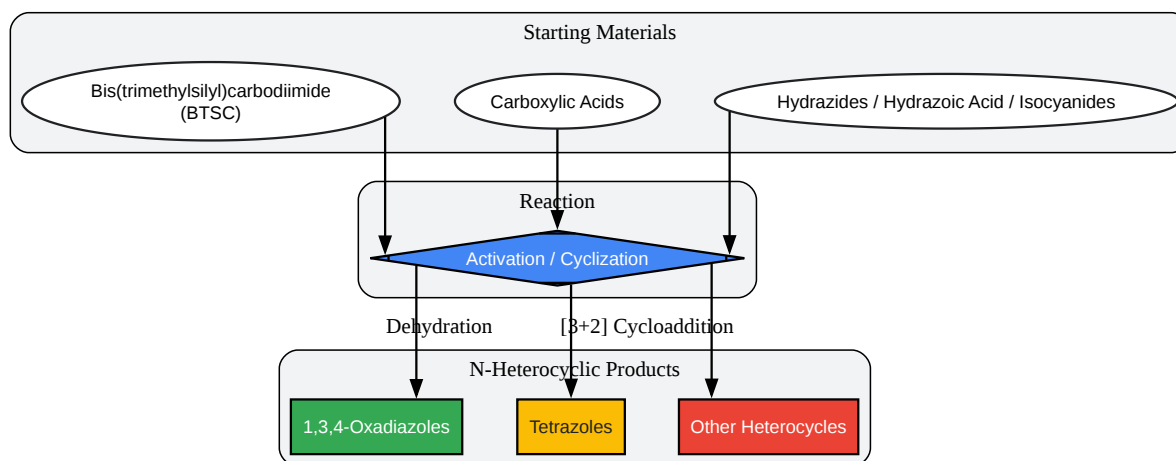 Starting Materials
Bis(trimethylsilyl)carbodiimide
(BTSC)
Carboxylic Acids
Hydrazides / Hydrazoic Acid / Isocyanides
Reaction
Activation / Cyclization
Dehydration
[3+2] Cycloaddition
N-Heterocyclic Products
1,3,4-Oxadiazoles
Tetrazoles
Other Heterocycles